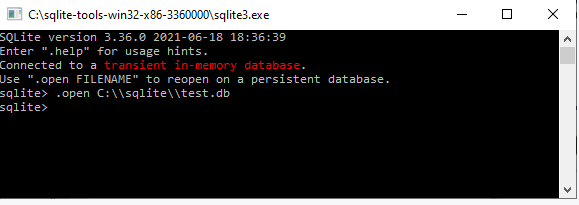 C:\sqlite-tools-win32-x86-3360000\sqlite3.exe
SQLite version 3.36.0 2021-06-18 18:36:39
Enter ".help" for usage hints.
Connected to a transient in-memory database.
Use ".open FILENAME" to reopen on a persistent database.
sqlite> .open C:\\sqlite\\test.db
sqlite>